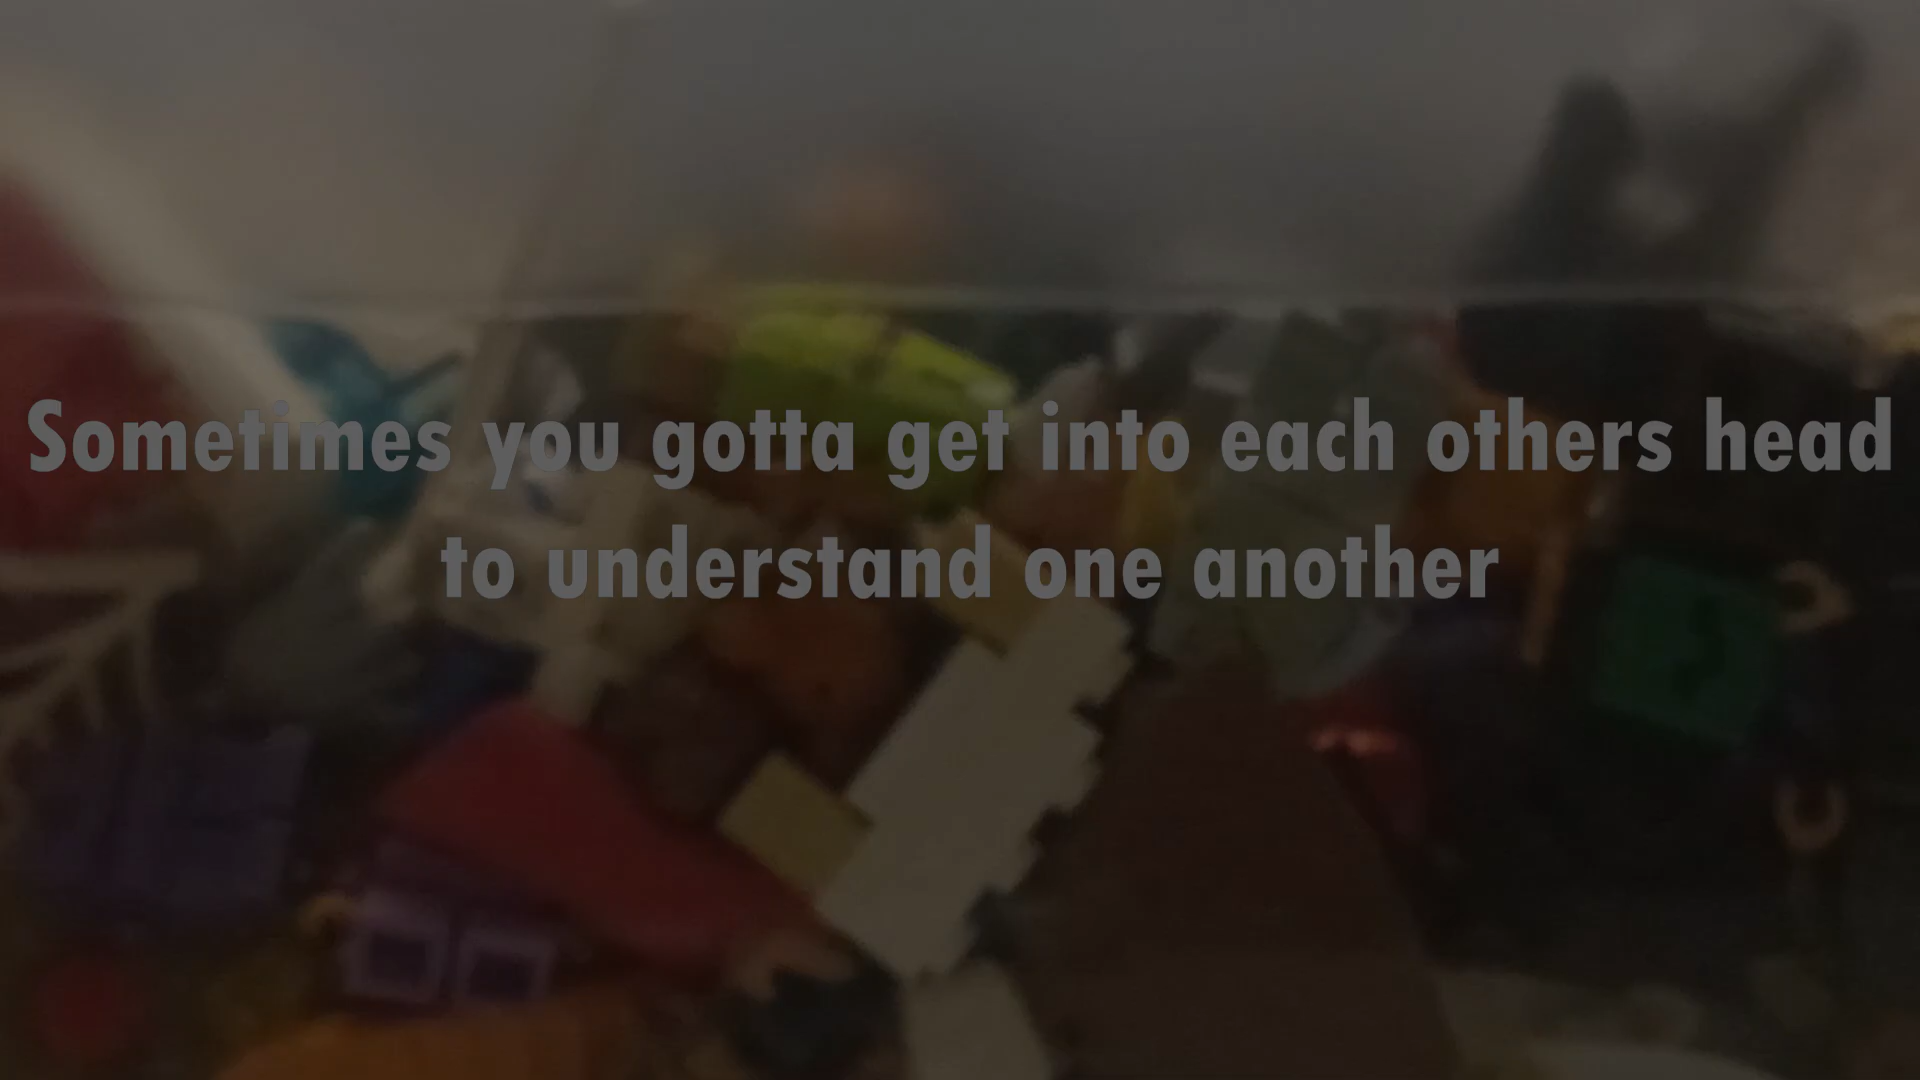 Sometimes you gotta get into each others head
to understand one another